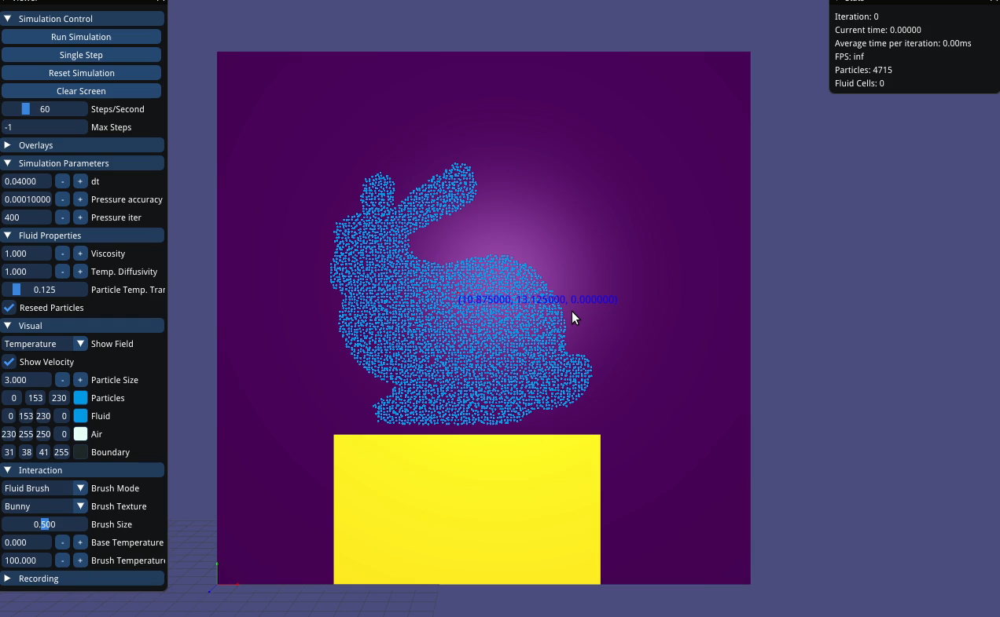 Simulation Control
Run Simulation
Single Step
Reset Simulation
Clear Screen
60 Steps/Second
-1 Max Steps
Overlays
Simulation Parameters
0.04000 - + dt
0.00010000 - + Pressure accuracy
400 - + Pressure iter
Fluid Properties
1.000 - + Viscosity
1.000 - + Temp. Diffusivity
0.125 Particle Temp. Tra
Reseed Particles
Visual
Temperature Show Field
Show Velocity
3.000 - + Particle Size
0 153 230 Particles
0 153 230 0 Fluid
230 255 250 0 Air
31 38 41 255 Boundary
Interaction
Fluid Brush Brush Mode
Bunny Brush Texture
0.500 Brush Size
0.000 - + Base Temperature
100.000 - + Brush Temperatur
Recording
(10.875000, 13.125000, 0.000000)
Iteration: 0
Current time: 0.00000
Average time per iteration: 0.00ms
FPS: inf
Particles: 4715
Fluid Cells: 0